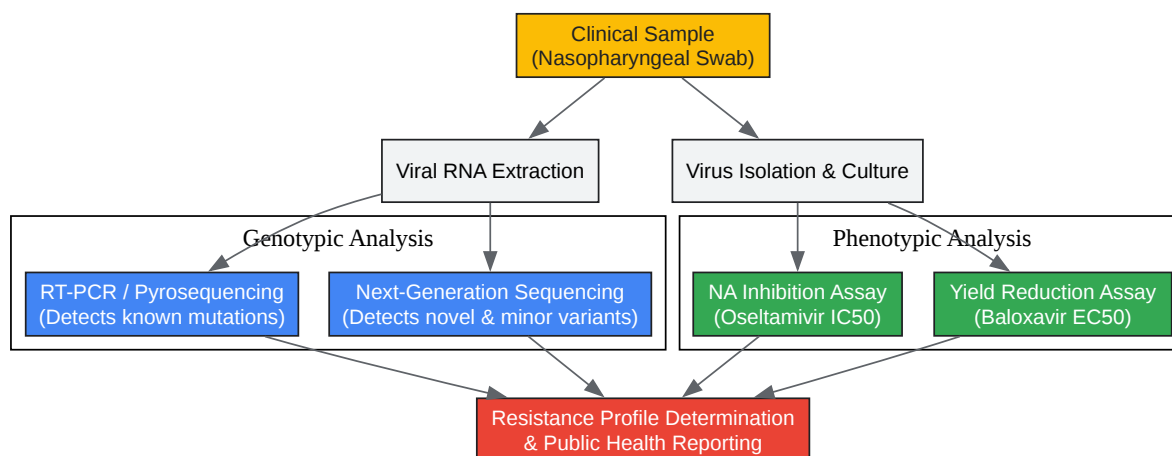 Clinical Sample
(Nasopharyngeal Swab)
Viral RNA Extraction
Virus Isolation & Culture
Genotypic Analysis
Phenotypic Analysis
RT-PCR / Pyrosequencing
(Detects known mutations)
Next-Generation Sequencing
(Detects novel & minor variants)
NA Inhibition Assay
(Oseltamivir IC50)
Yield Reduction Assay
(Baloxavir EC50)
Resistance Profile Determination
& Public Health Reporting